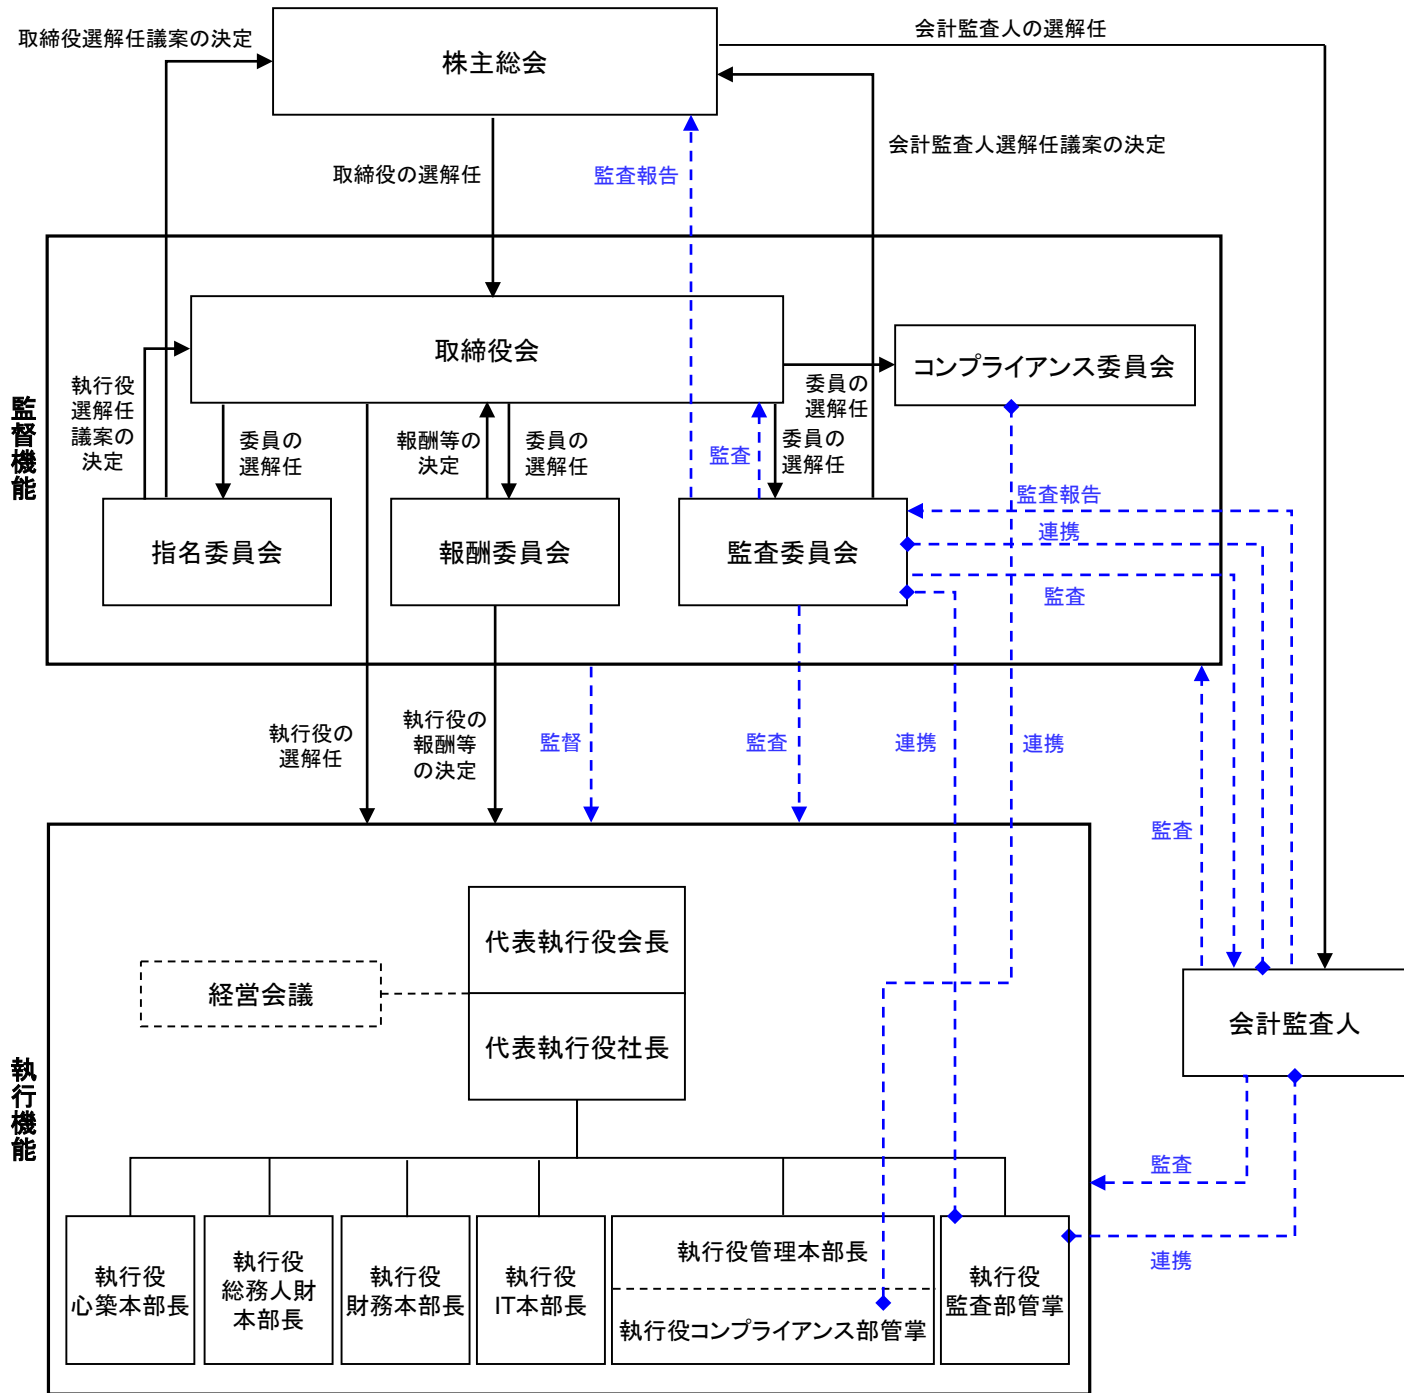 取締役選解任議案の決定
株主総会
会計監査人の選解任
取締役の選解任
監査報告
会計監査人選解任議案の決定
監督機能
取締役会
コンプライアンス委員会
執行役
選解任
議案の
決定
委員の
選解任
報酬等の
決定
委員の
選解任
監査
委員の
選解任
委員の
選解任
指名委員会
報酬委員会
監査委員会
監査報告
連携
監査
執行役の
選解任
執行役の
報酬等
の決定
監督
監査
連携
連携
監査
執行機能
代表執行役会長
経営会議
代表執行役社長
会計監査人
監査
連携
執行役
心築本部長
執行役
総務人財
本部長
執行役
財務本部長
執行役
IT本部長
執行役管理本部長
執行役コンプライアンス部管掌
執行役
監査部管掌